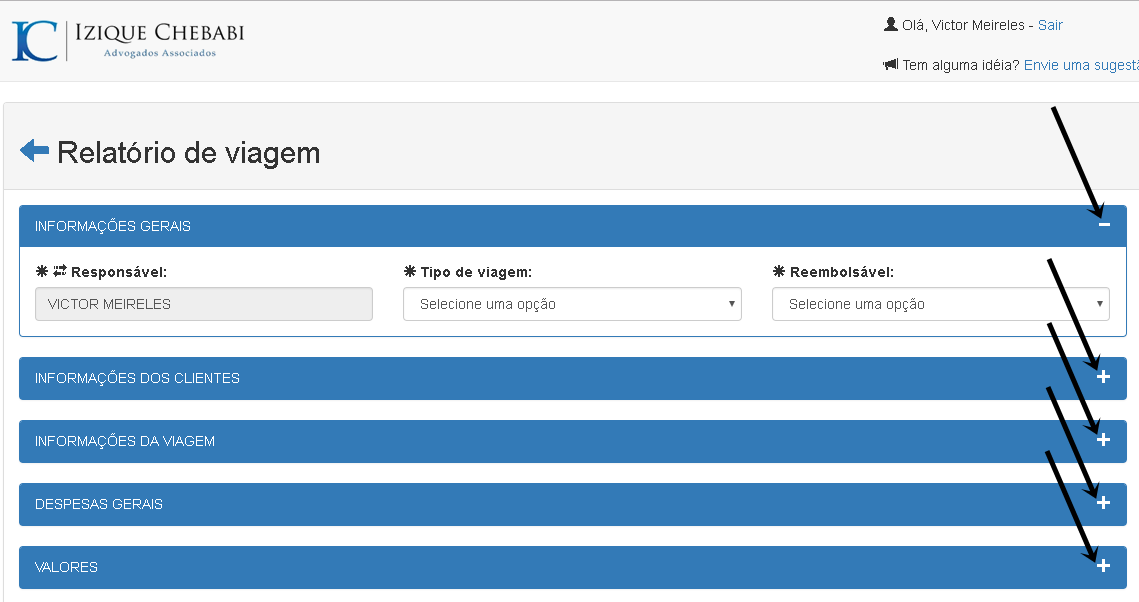 IZIQUE CHEBABI
Advogados Associados
Olá, Victor Meireles - Sair
Tem alguma idéia? Envie uma sugest
Relatório de viagem
INFORMAÇÕES GERAIS
✱ Responsável:
✱ Tipo de viagem:
✱ Reembolsável:
VICTOR MEIRELES
Selecione uma opção
Selecione uma opção
INFORMAÇÕES DOS CLIENTES
INFORMAÇÕES DA VIAGEM
DESPESAS GERAIS
VALORES